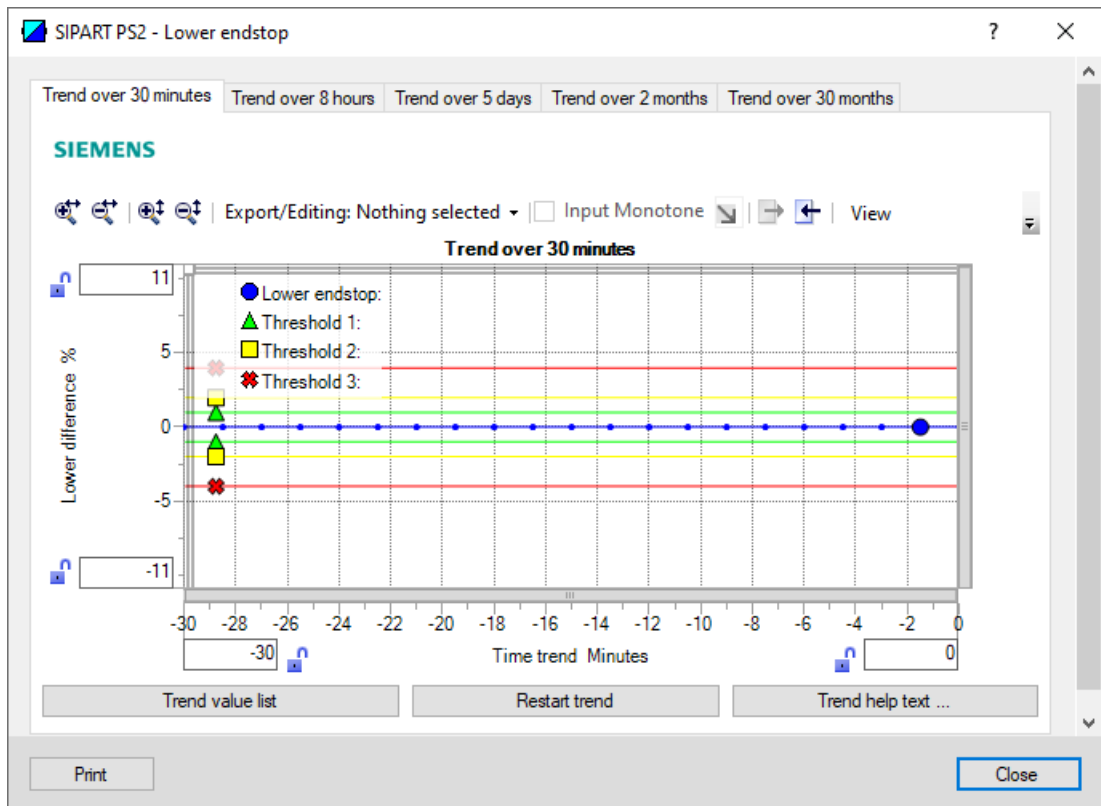 SIPART PS2 - Lower endstop ?
Trend over 30 minutes Trend over 8 hours Trend over 5 days Trend over 2 months Trend over 30 months
SIEMENS
Export/Editing: Nothing selected Input Monotone View
Trend over 30 minutes
11
Lower endstop:
Threshold 1:
5
Threshold 2:
Threshold 3:
Lower difference %
0
-5
-11
-30 -28 -26 -24 -22 -20 -18 -16 -14 -12 -10 -8 -6 -4 -2 0
-30 Time trend Minutes 0
Trend value list Restart trend Trend help text ...
Print Close